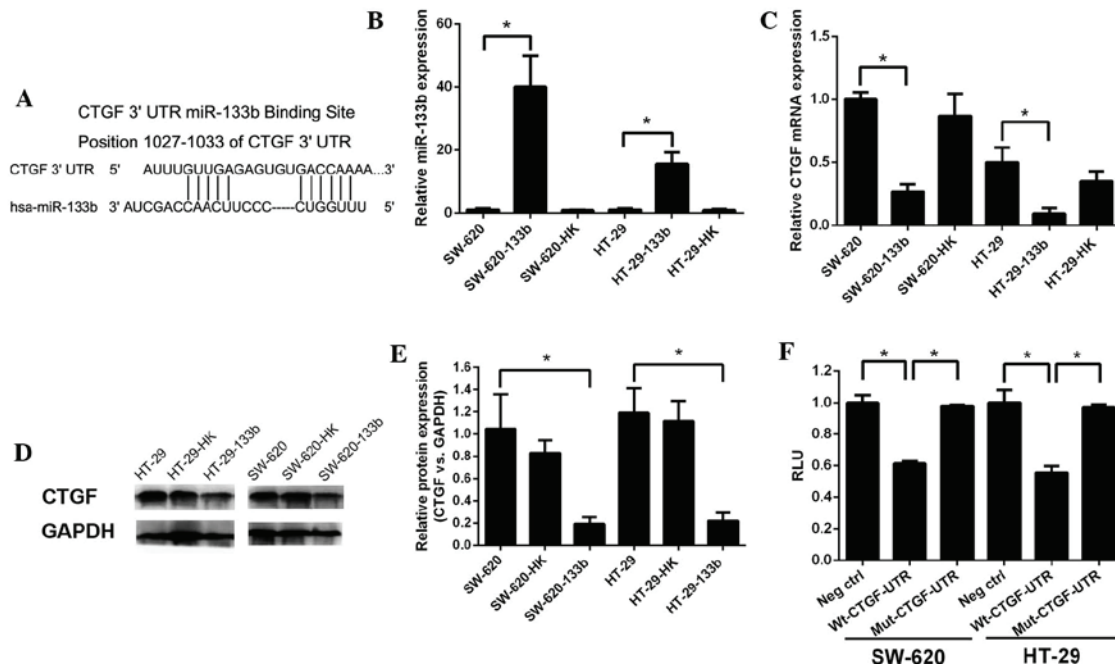 A
CTGF 3' UTR miR-133b Binding Site
Position 1027-1033 of CTGF 3' UTR
CTGF 3' UTR 5' AUUUGUUGAGAGUGUGACCAAAA...3'
hsa-miR-133b 3' AUCGACCAACUUCCC-----CUGGUUU 5'
B
Relative miR-133b expression
60
40
20
0
*
*
SW-620
SW-620-133b
SW-620-HK
HT-29
HT-29-133b
HT-29-HK
C
Relative CTGF mRNA expression
1.5
1.0
0.5
0.0
*
*
SW-620
SW-620-133b
SW-620-HK
HT-29
HT-29-133b
HT-29-HK
D
HT-29
HT-29-HK
HT-29-133b
SW-620
SW-620-HK
SW-620-133b
CTGF
GAPDH
E
Relative protein expression
(CTGF vs. GAPDH)
1.6
1.4
1.2
1.0
0.8
0.6
0.4
0.2
0.0
*
*
SW-620
SW-620-HK
SW-620-133b
HT-29
HT-29-HK
HT-29-133b
F
RLU
1.2
1.0
0.8
0.6
0.4
0.2
0.0
*
*
*
*
Neg ctrl
Wt-CTGF-UTR
Mut-CTGF-UTR
Neg ctrl
Wt-CTGF-UTR
Mut-CTGF-UTR
SW-620
HT-29